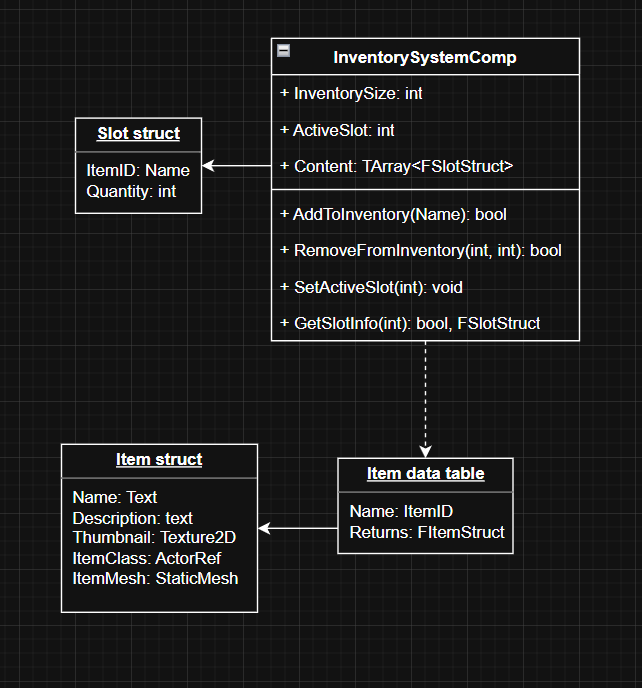 InventorySystemComp
+ InventorySize: int
+ ActiveSlot: int
+ Content: TArray<FSlotStruct>
+ AddToInventory(Name): bool
+ RemoveFromInventory(int, int): bool
+ SetActiveSlot(int): void
+ GetSlotInfo(int): bool, FSlotStruct
Slot struct
ItemID: Name
Quantity: int
Item struct
Name: Text
Description: text
Thumbnail: Texture2D
ItemClass: ActorRef
ItemMesh: StaticMesh
Item data table
Name: ItemID
Returns: FItemStruct